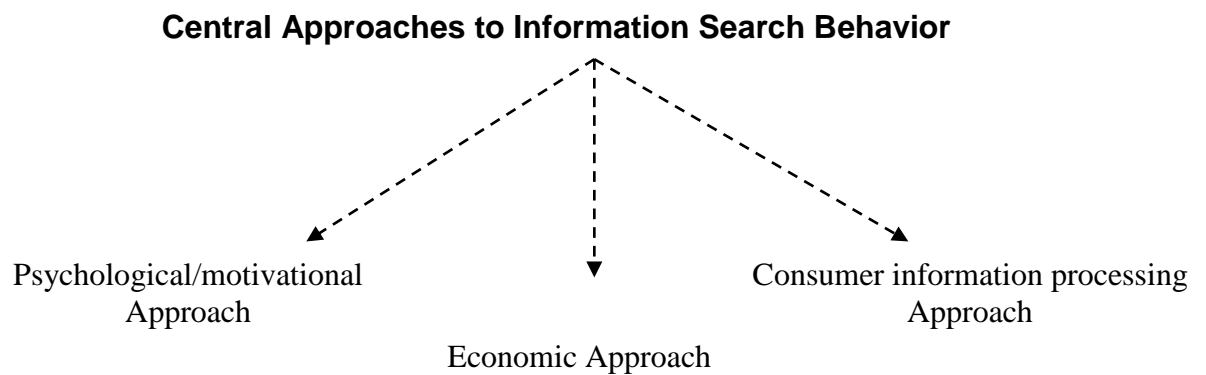 Central Approaches to Information Search Behavior
Psychological/motivational
Approach
Economic Approach
Consumer information processing
Approach